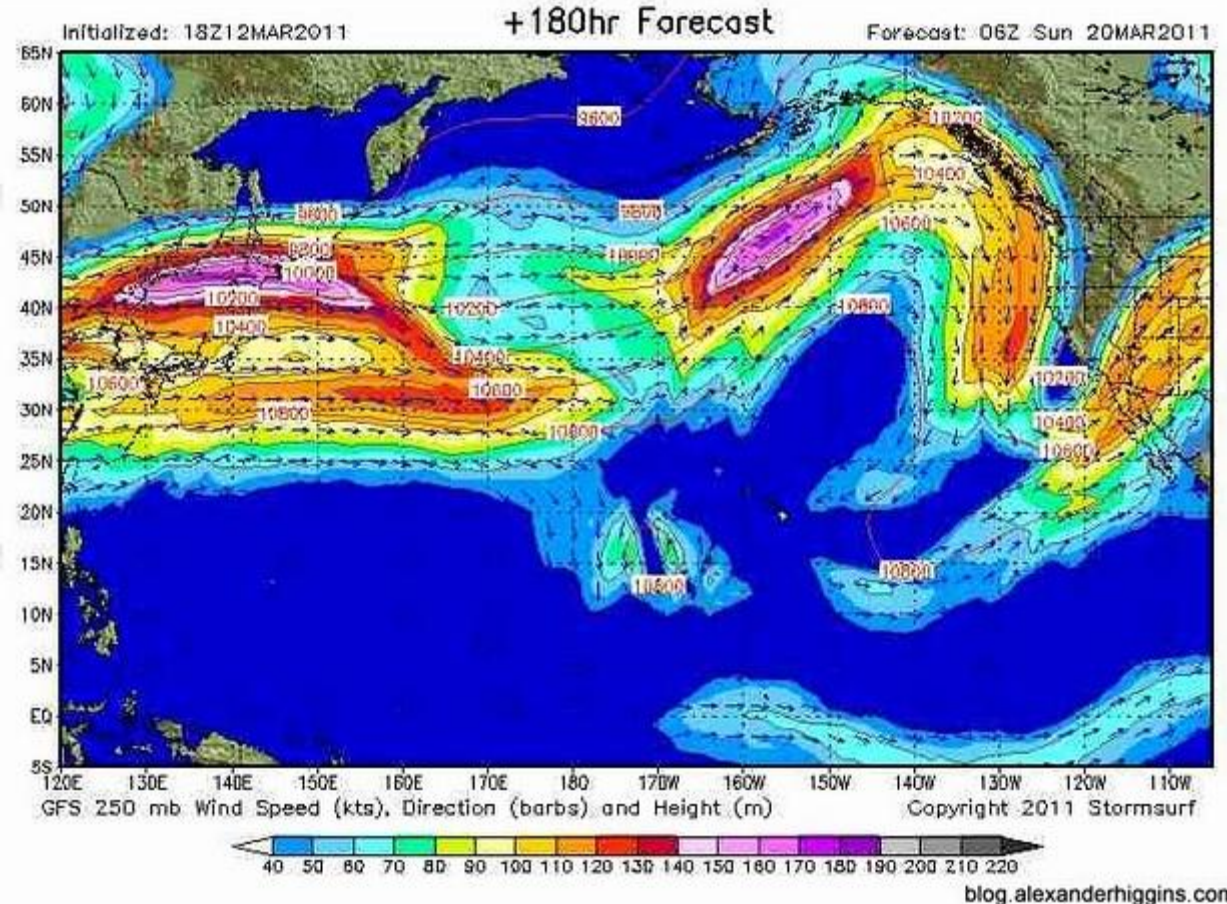 +180hr Forecast
Initialized: 18Z12MAR2011
Forecast: 06Z Sun 20MAR2011
65N
60N
55N
50N
45N
40N
35N
30N
25N
20N
15N
10N
5N
EQ
5S
9600
10200
10400
9800
9600
10600
9800
10000
10000
10200
10200
10800
10400
10400
10600
10600
10200
10800
10800
10400
10600
10800
10800
120E 130E 140E 150E 160E 170E 180 170W 160W 150W 140W 130W 120W 110W
GFS 250 mb Wind Speed (kts), Direction (barbs) and Height (m)
Copyright 2011 Stormsurf
40 50 60 70 80 90 100 110 120 130 140 150 160 170 180 190 200 210 220
blog.alexanderhiggins.com